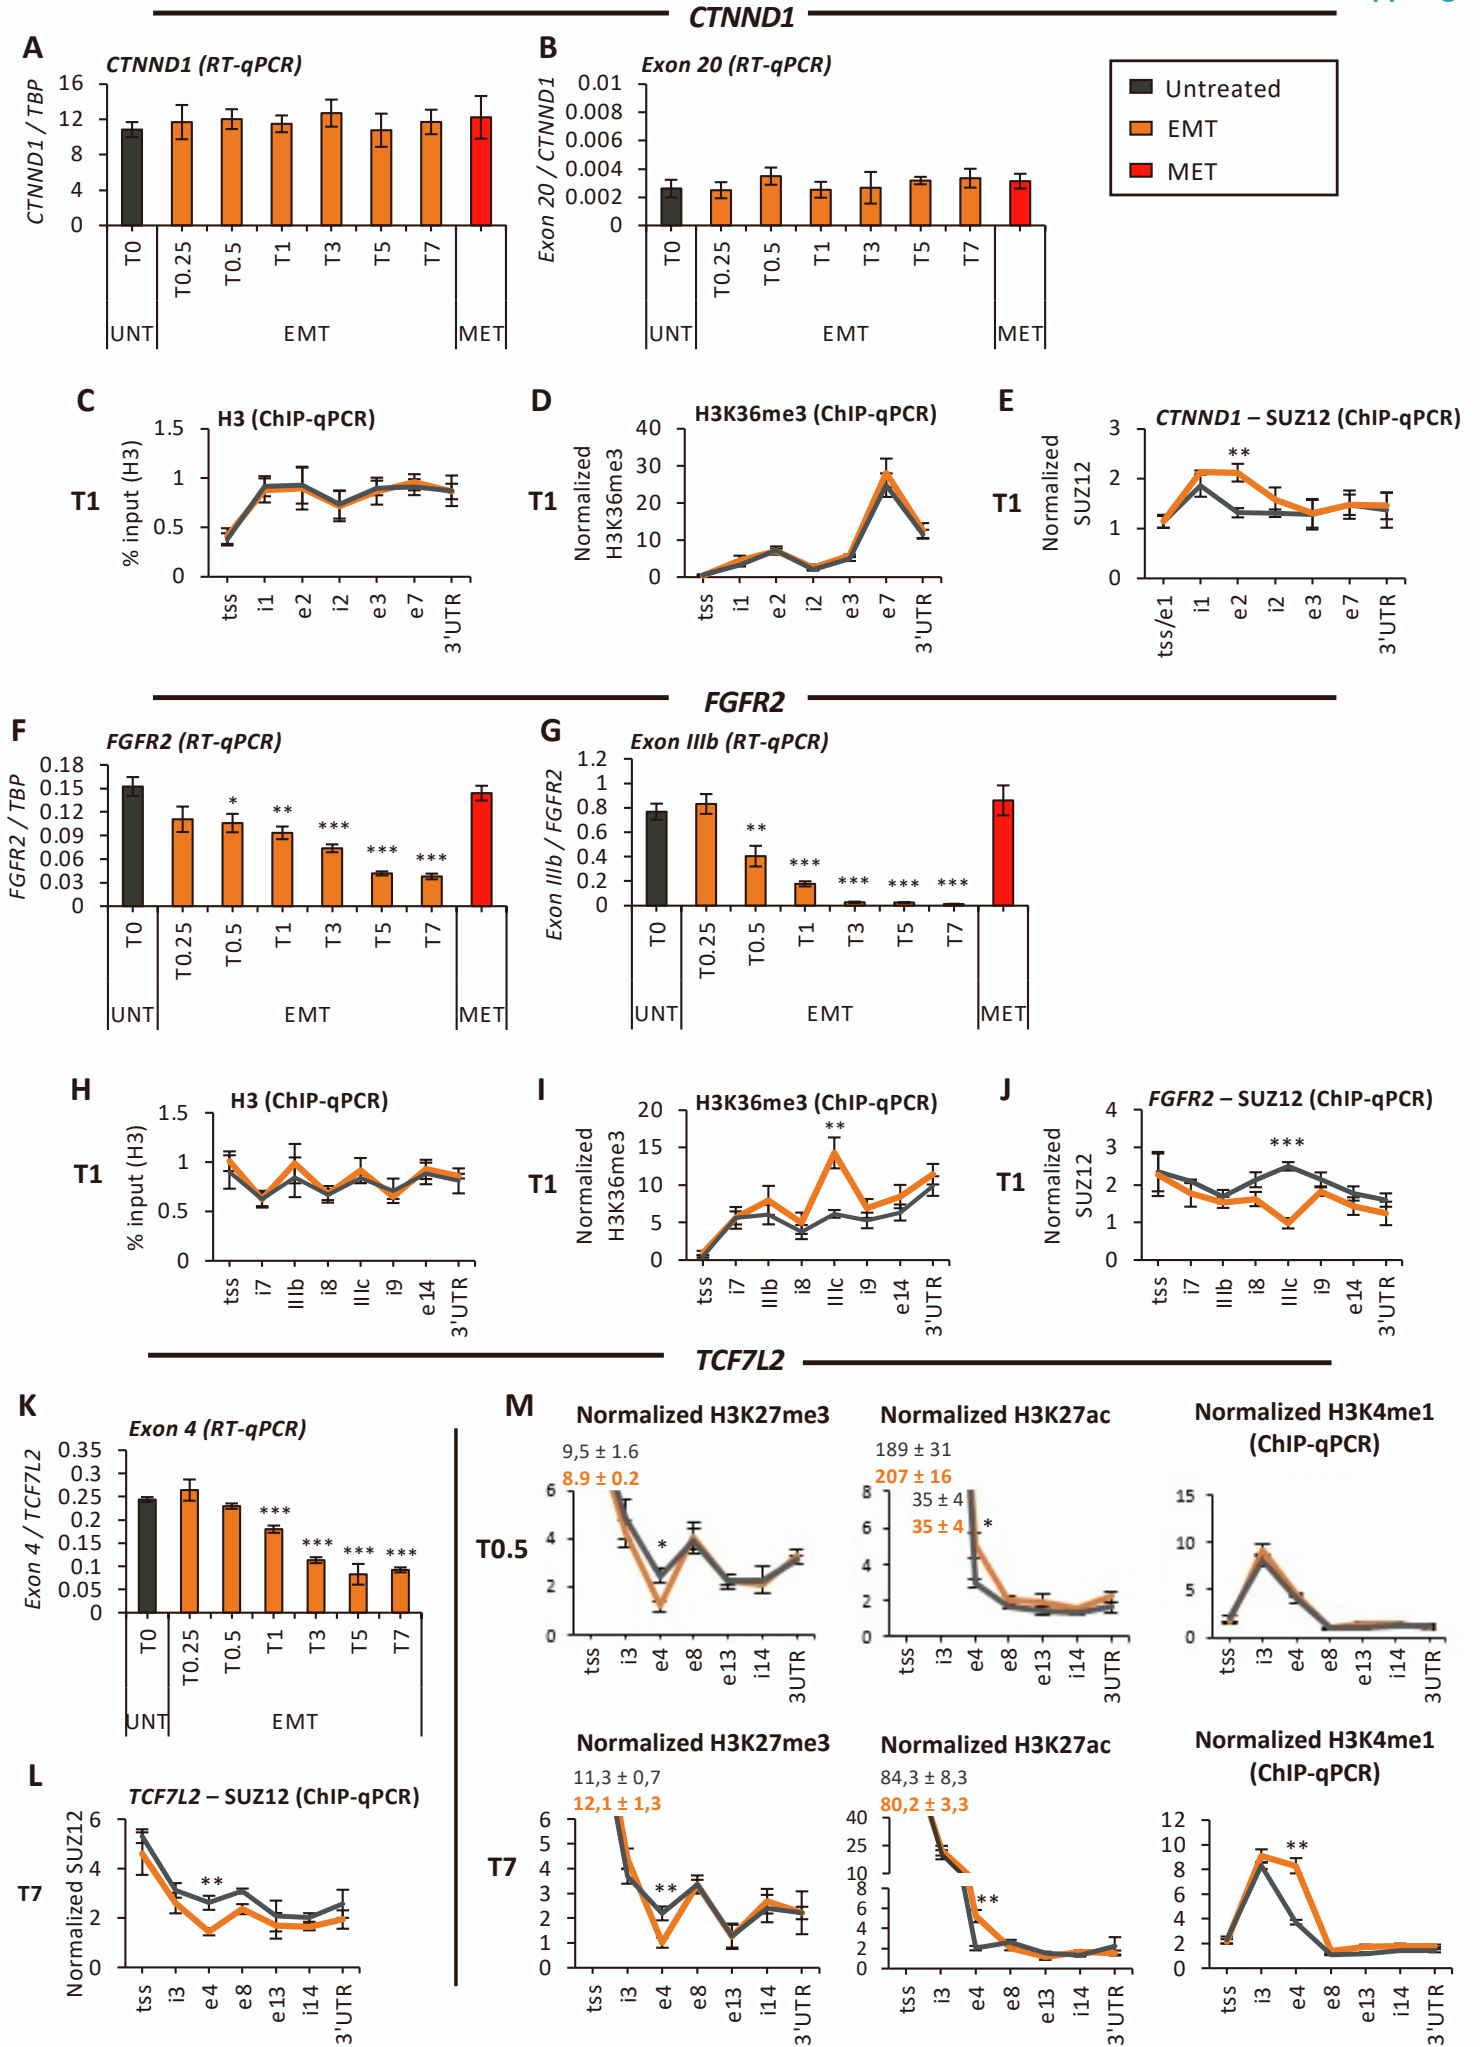 CTNND1
A
CTNND1 (RT-qPCR)
CTNND1 / TBP
16
12
8
4
0
T0
T0.25
T0.5
T1
T3
T5
T7
UNT
EMT
MET
B
Exon 20 (RT-qPCR)
Exon 20 / CTNND1
0.01
0.008
0.006
0.004
0.002
0
T0
T0.25
T0.5
T1
T3
T5
T7
UNT
EMT
MET
Untreated
EMT
MET
C
T1
H3 (ChIP-qPCR)
% input (H3)
1.5
1
0.5
0
tss
i1
e2
i2
e3
e7
3'UTR
D
T1
H3K36me3 (ChIP-qPCR)
Normalized
H3K36me3
40
30
20
10
0
tss
i1
e2
i2
e3
e7
3'UTR
E
T1
CTNND1 – SUZ12 (ChIP-qPCR)
Normalized
SUZ12
3
2
1
0
**
tss/e1
i1
e2
i2
e3
e7
3'UTR
FGFR2
F
FGFR2 (RT-qPCR)
FGFR2 / TBP
0.18
0.15
0.12
0.09
0.06
0.03
0
*
**
***
***
***
T0
T0.25
T0.5
T1
T3
T5
T7
UNT
EMT
MET
G
Exon IIIb (RT-qPCR)
Exon IIIb / FGFR2
1.2
1
0.8
0.6
0.4
0.2
0
**
***
***
***
***
T0
T0.25
T0.5
T1
T3
T5
T7
UNT
EMT
MET
H
T1
H3 (ChIP-qPCR)
% input (H3)
1.5
1
0.5
0
tss
i7
IIIb
i8
IIIc
i9
e14
3'UTR
I
T1
H3K36me3 (ChIP-qPCR)
Normalized
H3K36me3
20
15
10
5
0
**
tss
i7
IIIb
i8
IIIc
i9
e14
3'UTR
J
T1
FGFR2 – SUZ12 (ChIP-qPCR)
Normalized
SUZ12
4
3
2
1
0
***
tss
i7
IIIb
i8
IIIc
i9
e14
3'UTR
TCF7L2
K
Exon 4 (RT-qPCR)
Exon 4 / TCF7L2
0.35
0.3
0.25
0.2
0.15
0.1
0.05
0
***
***
***
***
T0
T0.25
T0.5
T1
T3
T5
T7
UNT
EMT
L
T7
TCF7L2 – SUZ12 (ChIP-qPCR)
Normalized SUZ12
6
4
2
0
**
tss
i3
e4
e8
e13
i14
3'UTR
M
T0.5
Normalized H3K27me3
9,5 ± 1.6
8.9 ± 0.2
6
4
2
0
*
tss
i3
e4
e8
e13
i14
3UTR
Normalized H3K27ac
189 ± 31
207 ± 16
35 ± 4
35 ± 4
8
6
4
2
0
*
tss
i3
e4
e8
e13
i14
3UTR
Normalized H3K4me1
(ChIP-qPCR)
15
10
5
0
tss
i3
e4
e8
e13
i14
3UTR
T7
Normalized H3K27me3
11,3 ± 0,7
12,1 ± 1,3
6
5
4
3
2
1
0
**
tss
i3
e4
e8
e13
i14
3'UTR
Normalized H3K27ac
84,3 ± 8,3
80,2 ± 3,3
40
25
10
8
6
4
2
0
**
tss
i3
e4
e8
e13
i14
3'UTR
Normalized H3K4me1
(ChIP-qPCR)
12
10
8
6
4
2
0
**
tss
i3
e4
e8
e13
i14
3'UTR